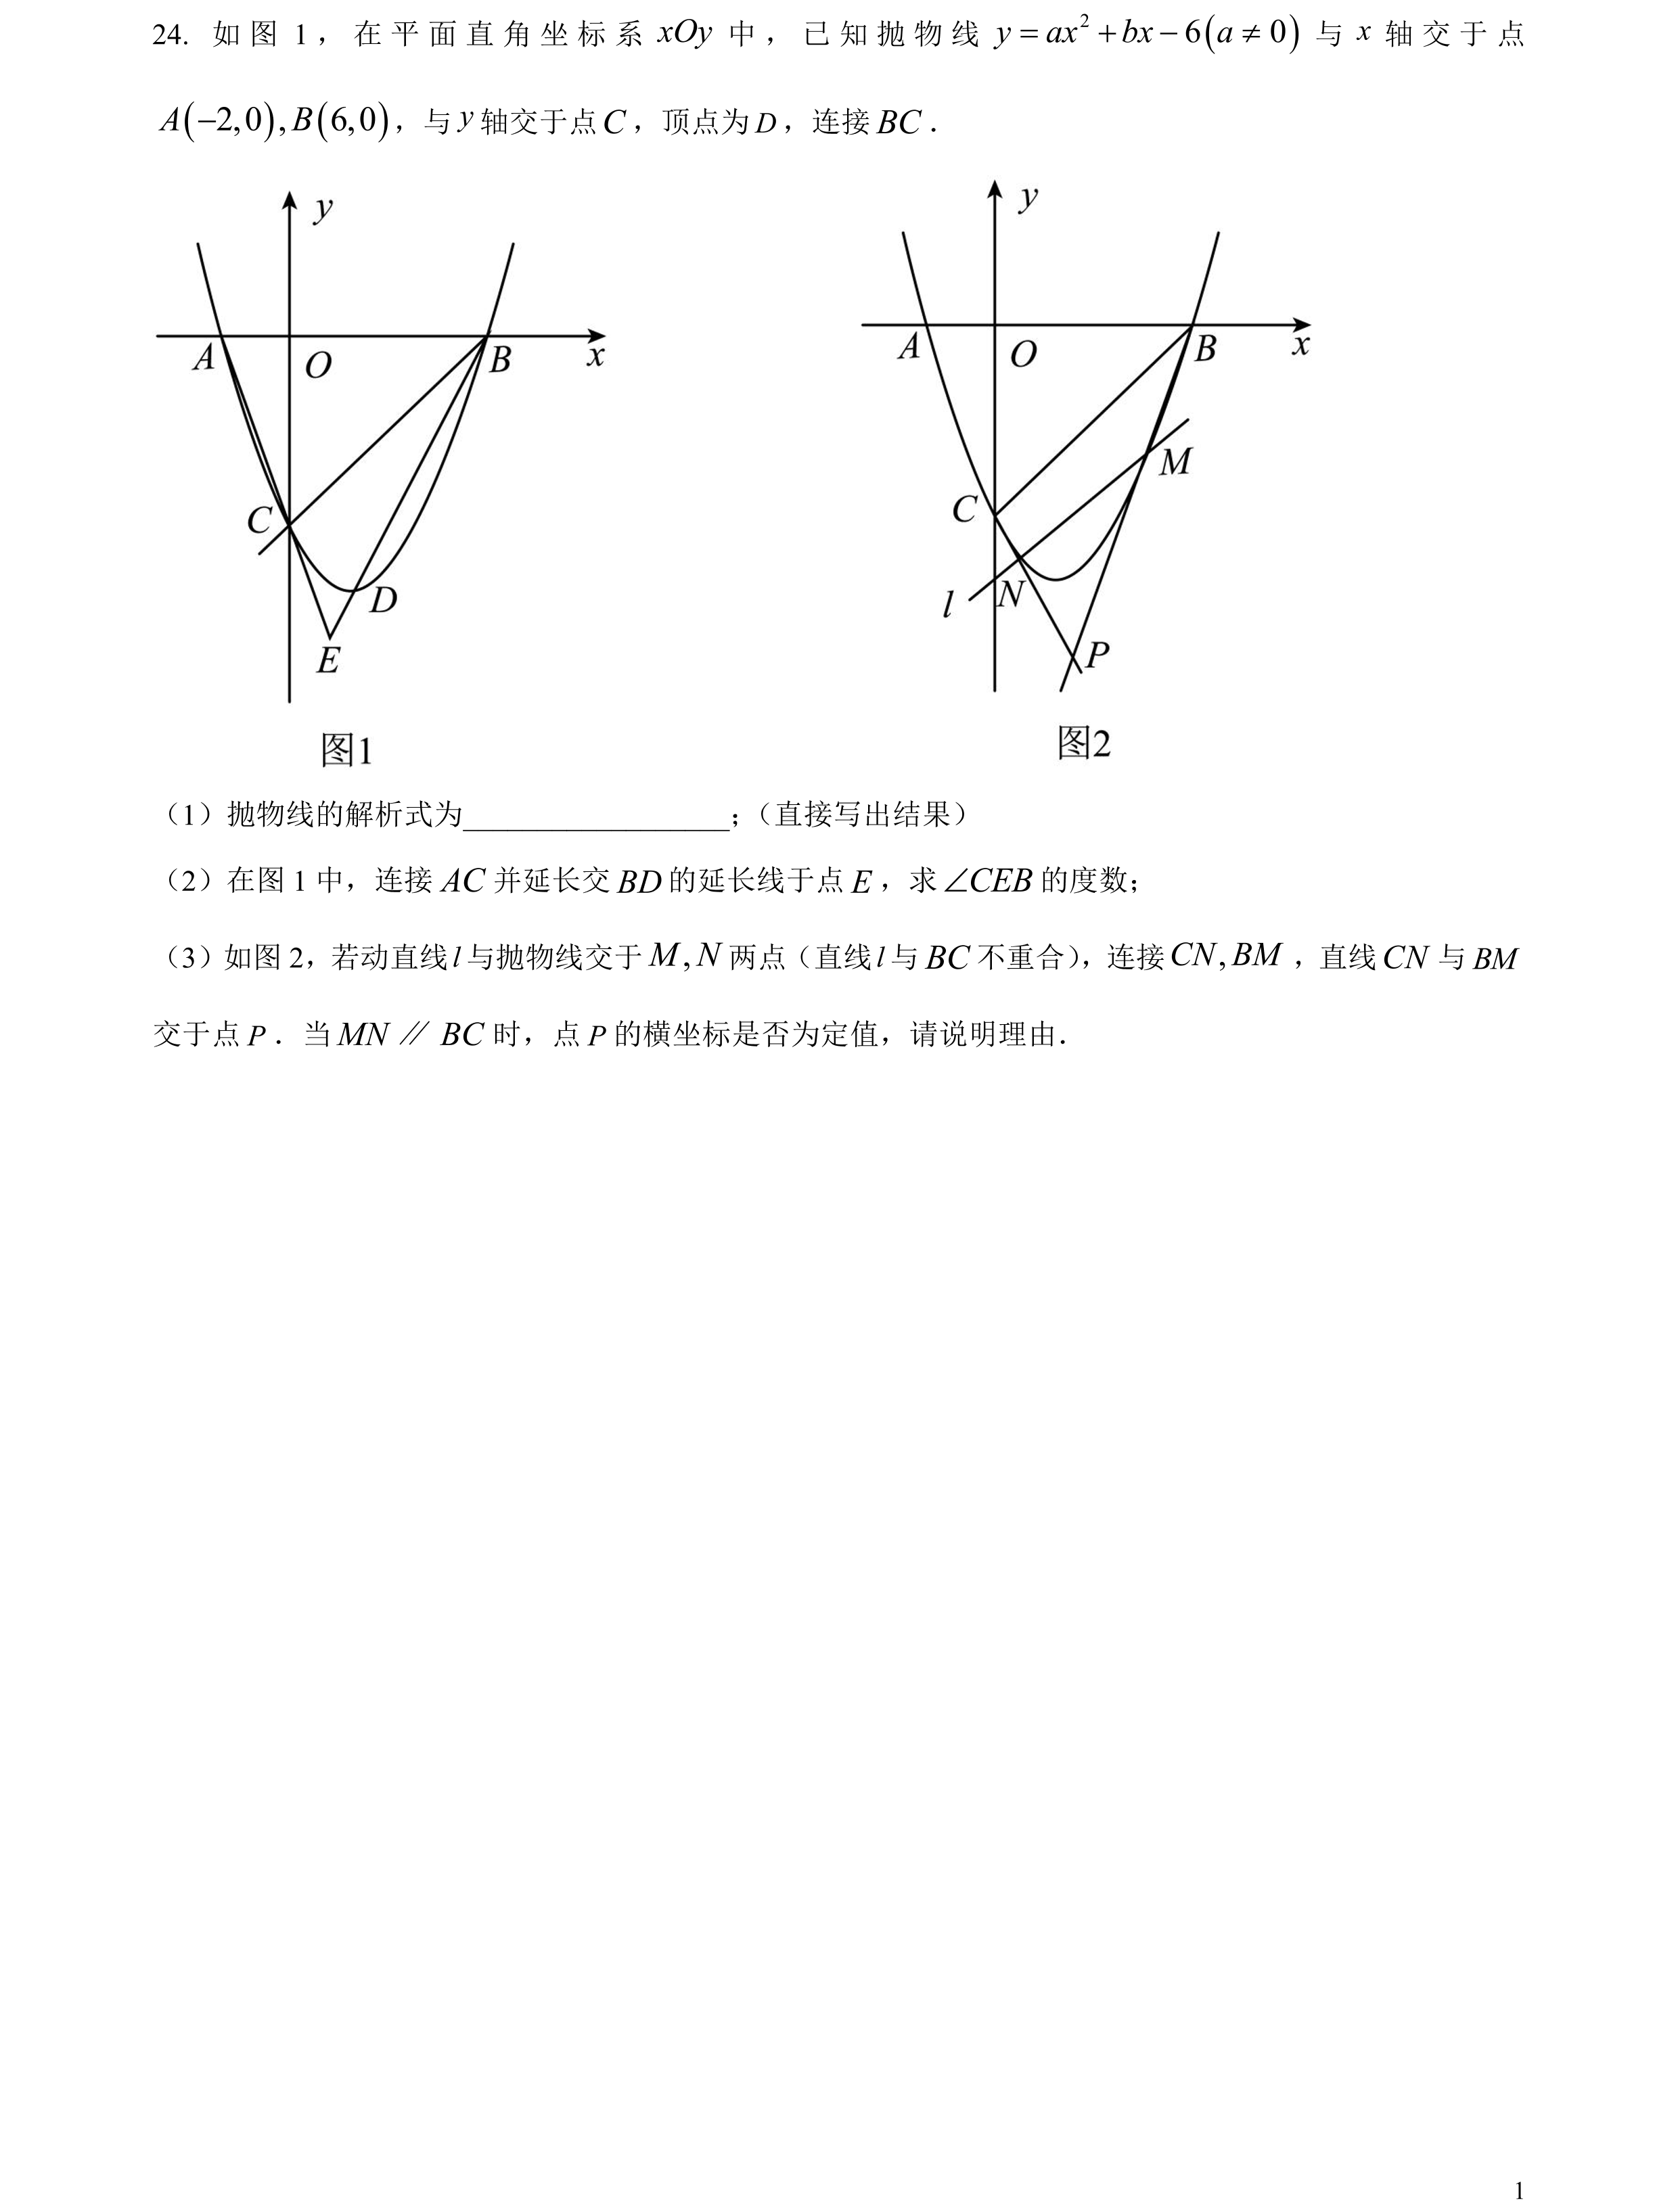 24. 如图 1，在平面直角坐标系 xOy 中，已知抛物线 y = ax² + bx − 6(a ≠ 0) 与 x 轴交于点
A(−2,0), B(6,0)，与 y 轴交于点 C，顶点为 D，连接 BC．
y
A
O
B
x
C
D
E
图1
y
A
O
B
x
C
M
N
l
P
图2
（1）抛物线的解析式为__________________；（直接写出结果）
（2）在图 1 中，连接 AC 并延长交 BD 的延长线于点 E，求 ∠CEB 的度数；
（3）如图 2，若动直线 l 与抛物线交于 M, N 两点（直线 l 与 BC 不重合），连接 CN, BM，直线 CN 与 BM
交于点 P．当 MN ∥ BC 时，点 P 的横坐标是否为定值，请说明理由．
1